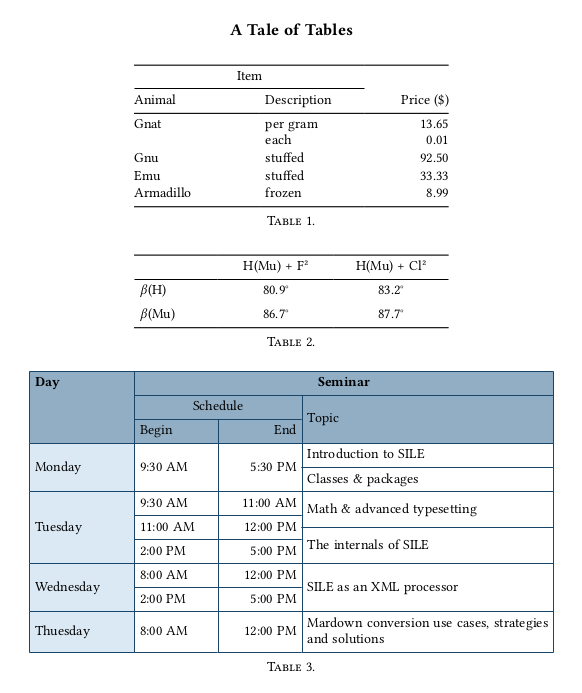 A Tale of Tables
Item
Animal Description Price ($)
Gnat per gram 13.65
each 0.01
Gnu stuffed 92.50
Emu stuffed 33.33
Armadillo frozen 8.99
Table 1.
H(Mu) + F² H(Mu) + Cl²
β(H) 80.9° 83.2°
β(Mu) 86.7° 87.7°
Table 2.
Day Seminar
Schedule
Topic
Begin End
Monday 9:30 AM 5:30 PM Introduction to SILE
Classes & packages
Tuesday 9:30 AM 11:00 AM Math & advanced typesetting
11:00 AM 12:00 PM
2:00 PM 5:00 PM The internals of SILE
Wednesday 8:00 AM 12:00 PM SILE as an XML processor
2:00 PM 5:00 PM
Thuesday 8:00 AM 12:00 PM Mardown conversion use cases, strategies
and solutions
Table 3.